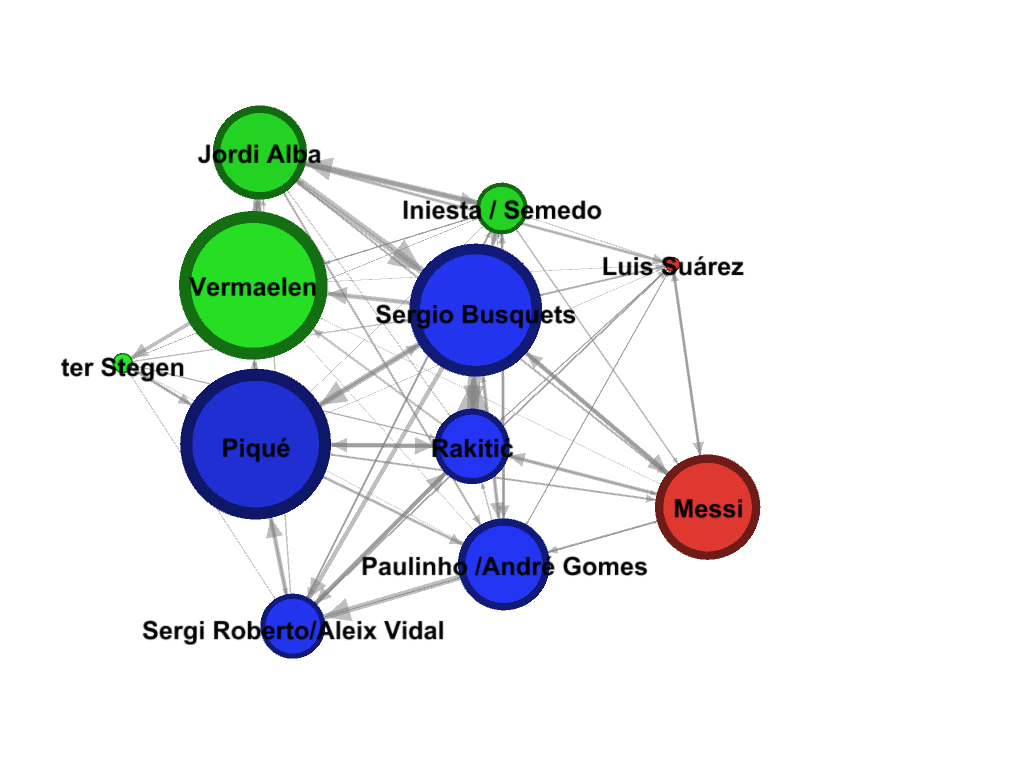 Jordi Alba
Iniesta / Semedo
Luis Suárez
Vermaelen
Sergio Busquets
ter Stegen
Piqué
Rakitić
Messi
Paulinho /André Gomes
Sergi Roberto/Aleix Vidal